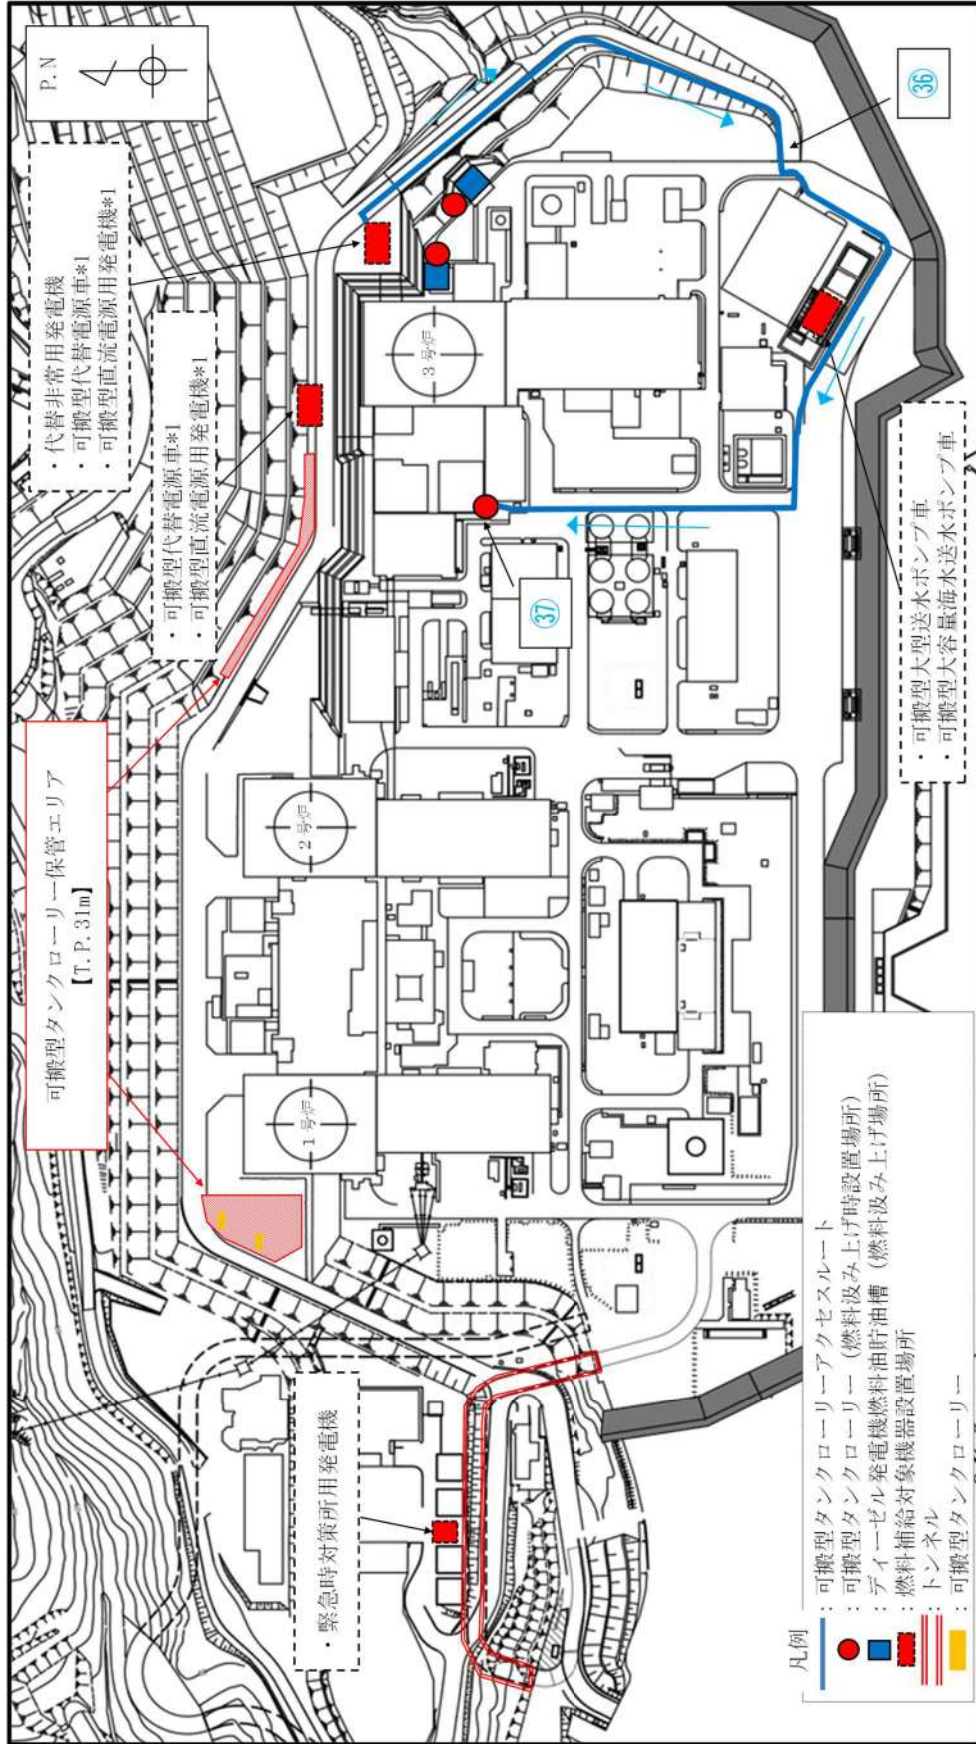 P.N
・代替非常用発電機
・可搬型代替電源車*1
・可搬型直流電源用発電機*1
・可搬型代替電源車*1
・可搬型直流電源用発電機*1
可搬型タンクローリー保管エリア
【T.P.31m】
・緊急時対策所用発電機
1号炉
2号炉
3号炉
㊱
㊲
・可搬型大型送水ポンプ車
・可搬型大容量海水送水ポンプ車
凡例
：可搬型タンクローリーアクセスルート
：可搬型タンクローリー（燃料汲み上げ時設置場所）
：ディーゼル発電機燃料油貯油槽（燃料汲み上げ場所）
：燃料補給対象機器設置場所
：トンネル
：可搬型タンクローリー